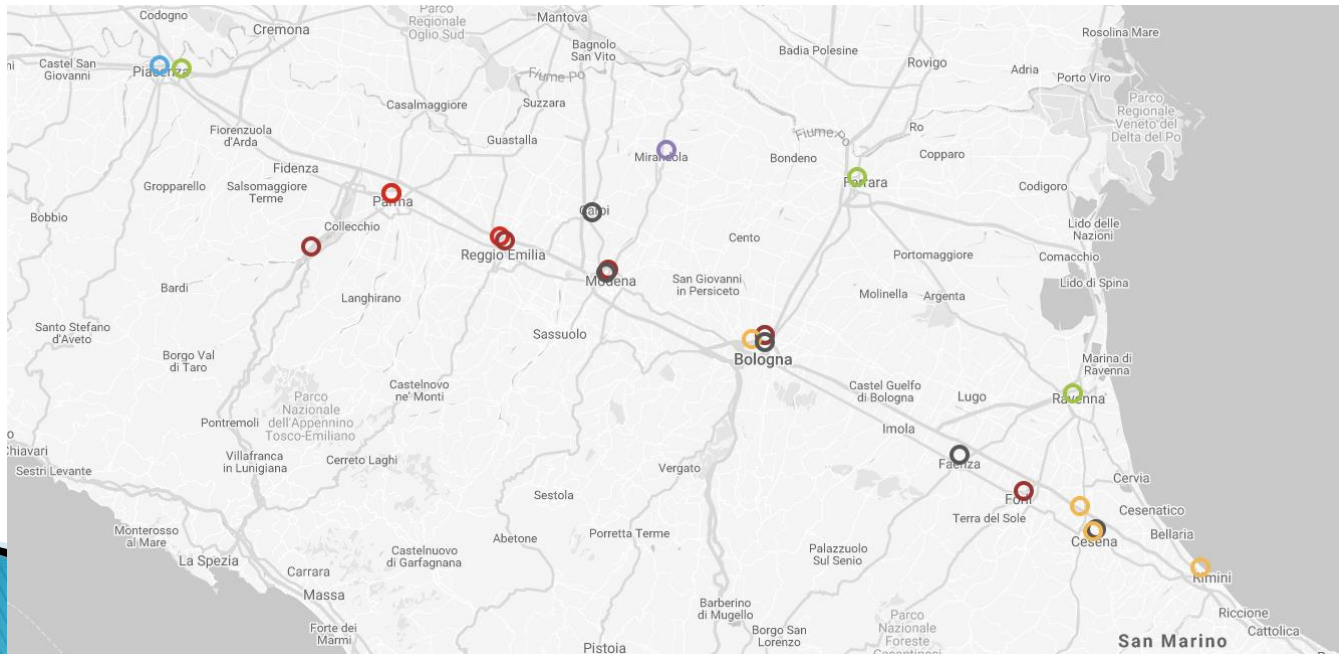 Codogno
Cremona
Parco
Regionale
Oglio Sud
Mantova
Bagnolo
San Vito
Badia Polesine
Rovigo
Rosolina Mare
Adria
Porto Viro
Castel San
Giovanni
Piacenza
Fiume Po
Parco
Regionale
Veneto del
Delta del Po
Casalmaggiore
Suzzara
Fiorenzuola
d'Arda
Guastalla
Fiume Po
Ro
Copparo
Fidenza
Mirandola
Bondeno
Gropparello
Salsomaggiore
Terme
Parma
Ferrara
Codigoro
Bobbio
Collecchio
Carpi
Cento
Lido delle
Nazioni
Reggio Emilia
Portomaggiore
Comacchio
Bardi
Langhirano
Modena
San Giovanni
in Persiceto
Molinella
Argenta
Lido di Spina
Santo Stefano
d'Aveto
Sassuolo
Borgo Val
di Taro
Bologna
Marina di
Ravenna
Castelnovo
ne' Monti
Castel Guelfo
di Bologna
Lugo
Ravenna
Parco
Nazionale
dell'Appennino
Tosco-Emiliano
Pontremoli
Imola
Chiavari
Sestri Levante
Villafranca
in Lunigiana
Cerreto Laghi
Vergato
Faenza
Cervia
Sestola
Forlì
Terra del Sole
Cesenatico
Monterosso
al Mare
Abetone
Porretta Terme
Cesena
Bellaria
La Spezia
Castelnuovo
di Garfagnana
Palazzuolo
Sul Senio
Carrara
Rimini
Massa
Barberino
di Mugello
Riccione
Forte dei
Marmi
Borgo San
Lorenzo
Parco
Nazionale
Foreste
Cattolica
Pistoia
San Marino